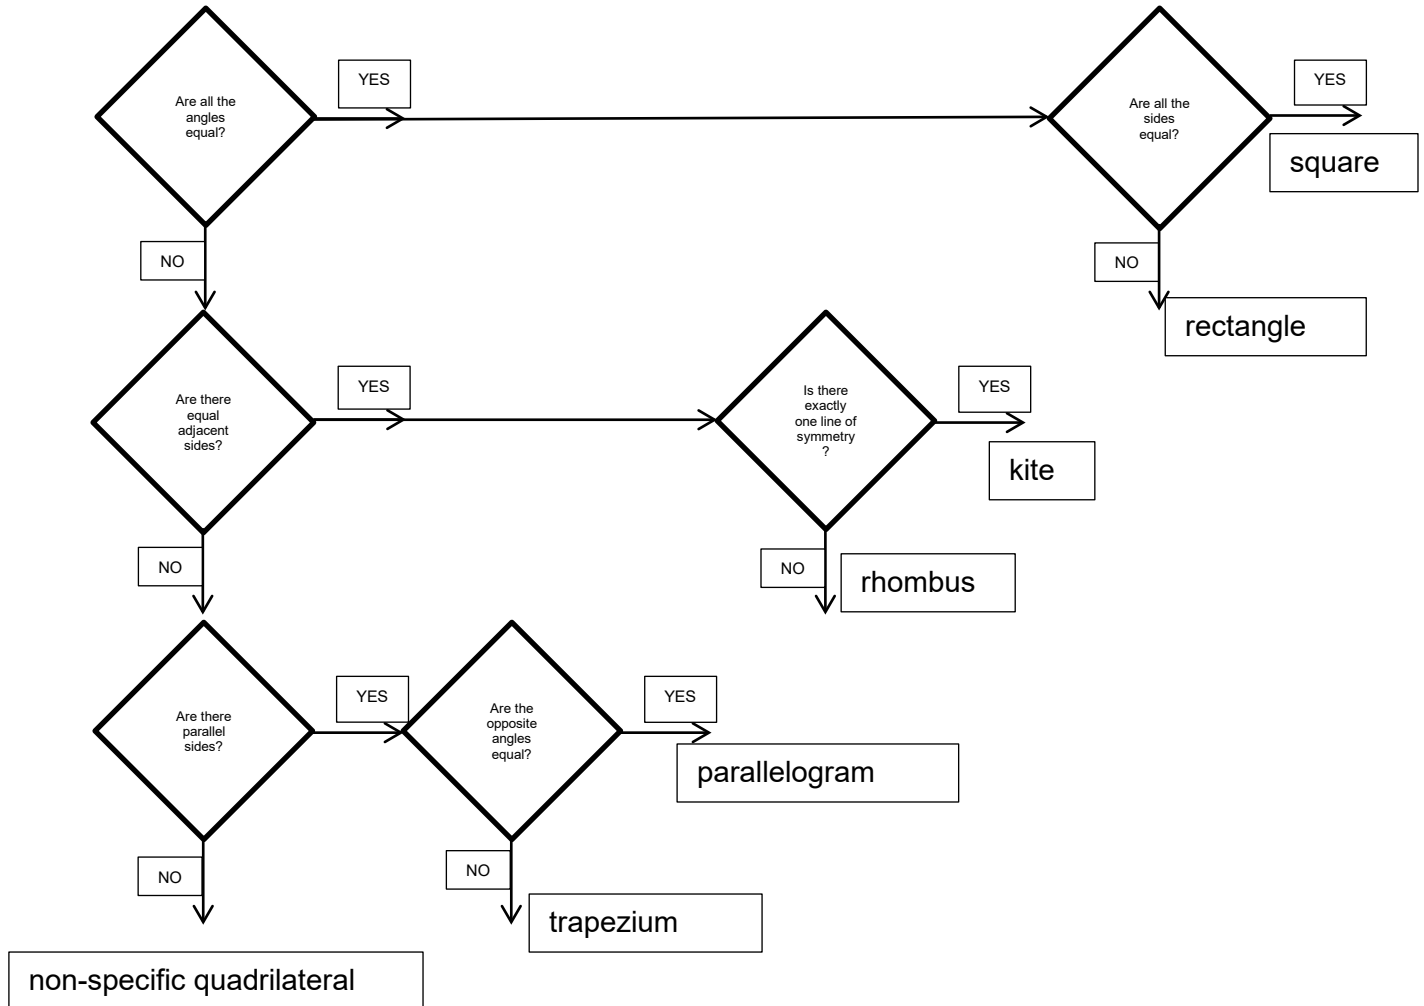 Are all the
angles
equal?
YES
Are all the
sides
equal?
YES
square
NO
NO
rectangle
Are there
equal
adjacent
sides?
YES
Is there
exactly
one line of
symmetry
?
YES
kite
NO
NO
rhombus
Are there
parallel
sides?
YES
Are the
opposite
angles
equal?
YES
parallelogram
NO
NO
trapezium
non-specific quadrilateral